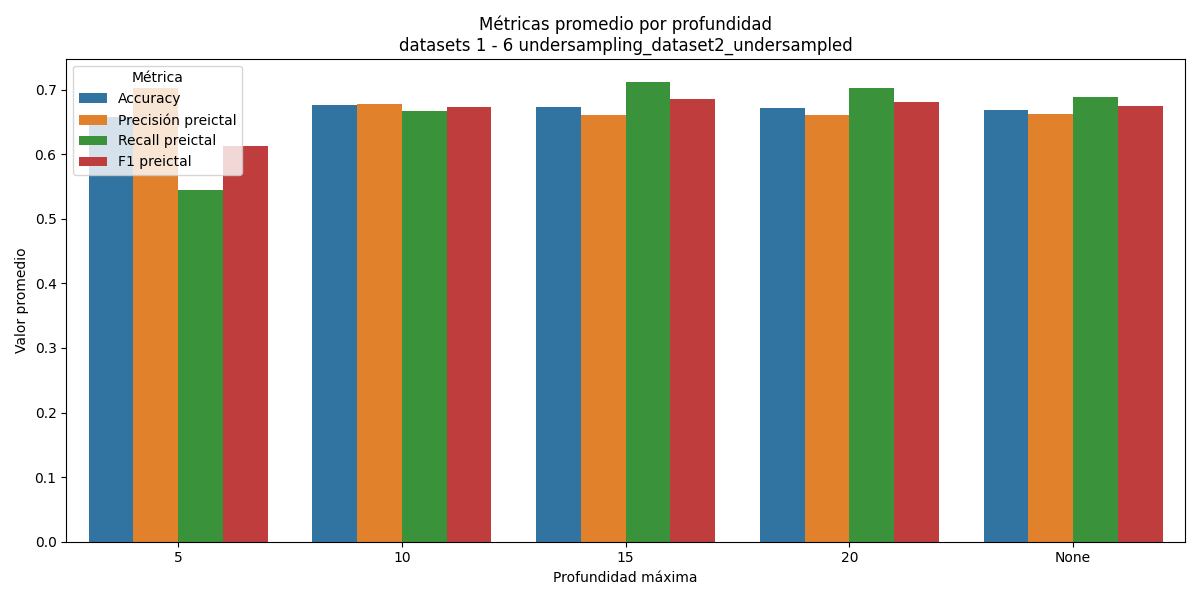 Métricas promedio por profundidad
datasets 1 - 6 undersampling_dataset2_undersampled
Métrica
Accuracy
Precisión preictal
Recall preictal
F1 preictal
Valor promedio
0.7
0.6
0.5
0.4
0.3
0.2
0.1
0.0
5
10
15
20
None
Profundidad máxima